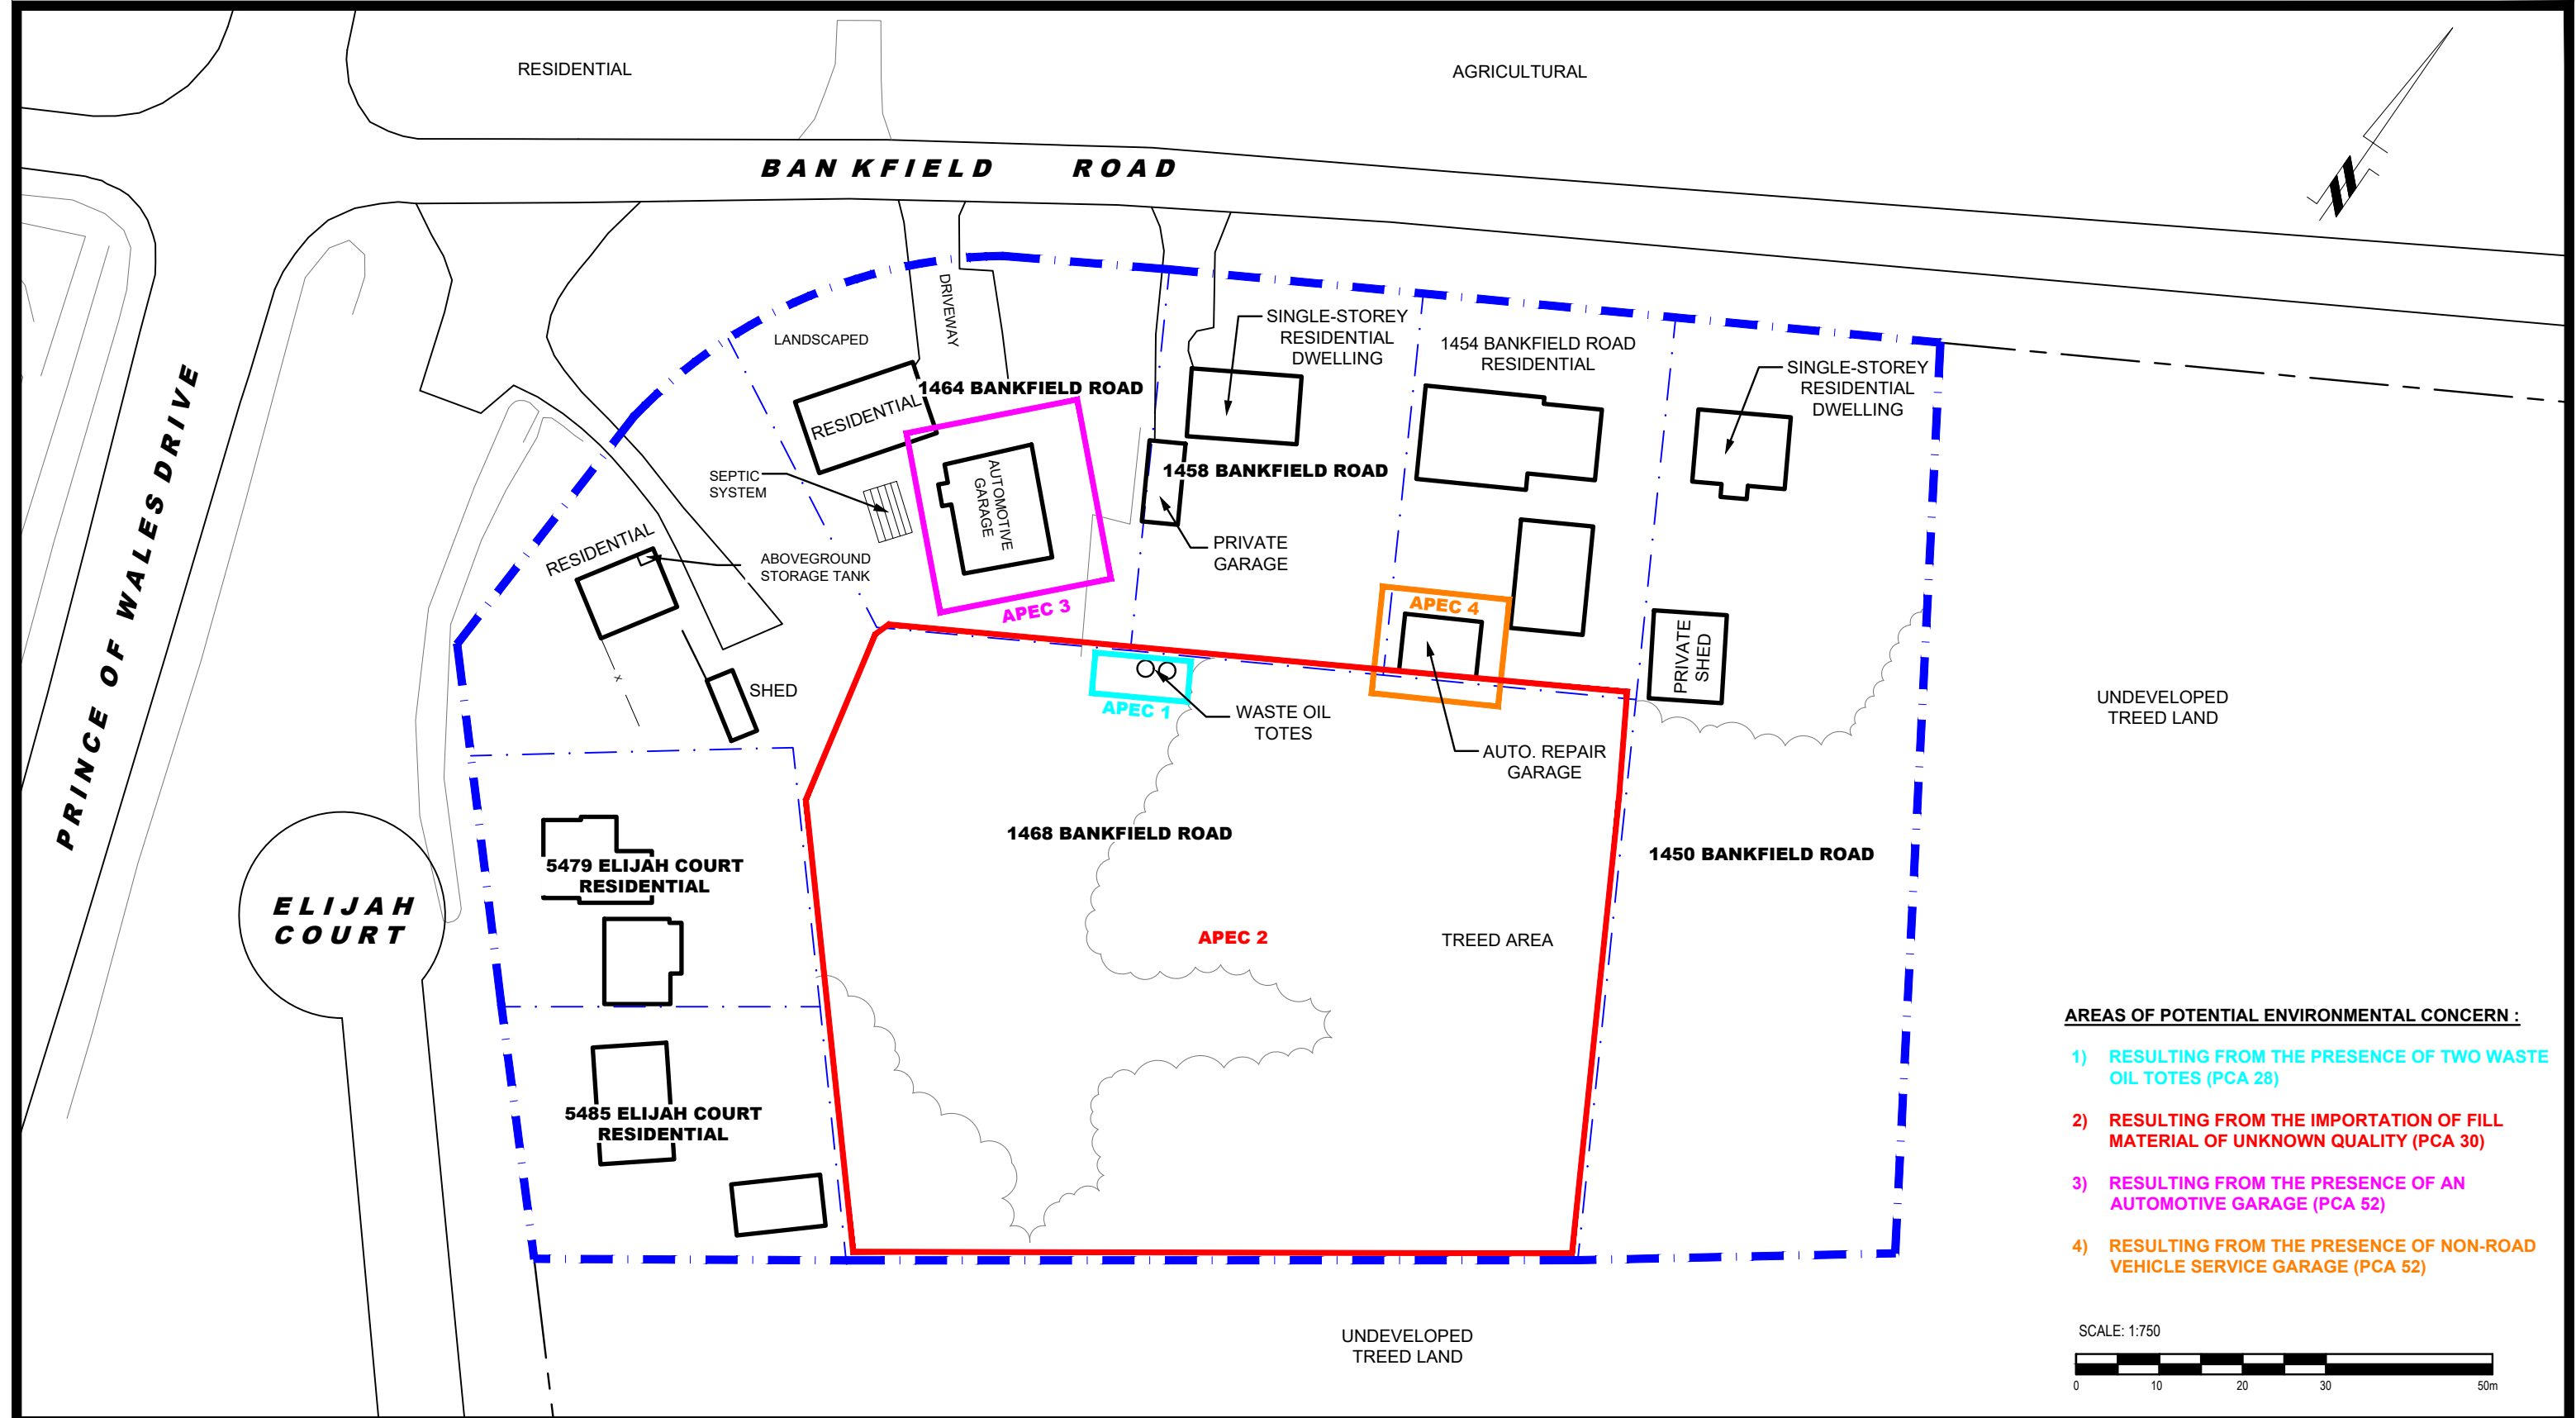 RESIDENTIAL
AGRICULTURAL
BANKFIELD ROAD
PRINCE OF WALES DRIVE
ELIJAH
COURT
LANDSCAPED
DRIVEWAY
1464 BANKFIELD ROAD
RESIDENTIAL
SEPTIC
SYSTEM
AUTOMOTIVE
GARAGE
APEC 3
RESIDENTIAL
ABOVEGROUND
STORAGE TANK
x
SHED
SINGLE-STOREY
RESIDENTIAL
DWELLING
1458 BANKFIELD ROAD
PRIVATE
GARAGE
1454 BANKFIELD ROAD
RESIDENTIAL
SINGLE-STOREY
RESIDENTIAL
DWELLING
APEC 4
PRIVATE
SHED
APEC 1
WASTE OIL
TOTES
AUTO. REPAIR
GARAGE
UNDEVELOPED
TREED LAND
1468 BANKFIELD ROAD
1450 BANKFIELD ROAD
5479 ELIJAH COURT
RESIDENTIAL
APEC 2
TREED AREA
5485 ELIJAH COURT
RESIDENTIAL
UNDEVELOPED
TREED LAND
AREAS OF POTENTIAL ENVIRONMENTAL CONCERN :
1) RESULTING FROM THE PRESENCE OF TWO WASTE
OIL TOTES (PCA 28)
2) RESULTING FROM THE IMPORTATION OF FILL
MATERIAL OF UNKNOWN QUALITY (PCA 30)
3) RESULTING FROM THE PRESENCE OF AN
AUTOMOTIVE GARAGE (PCA 52)
4) RESULTING FROM THE PRESENCE OF NON-ROAD
VEHICLE SERVICE GARAGE (PCA 52)
SCALE: 1:750
0 10 20 30 50m